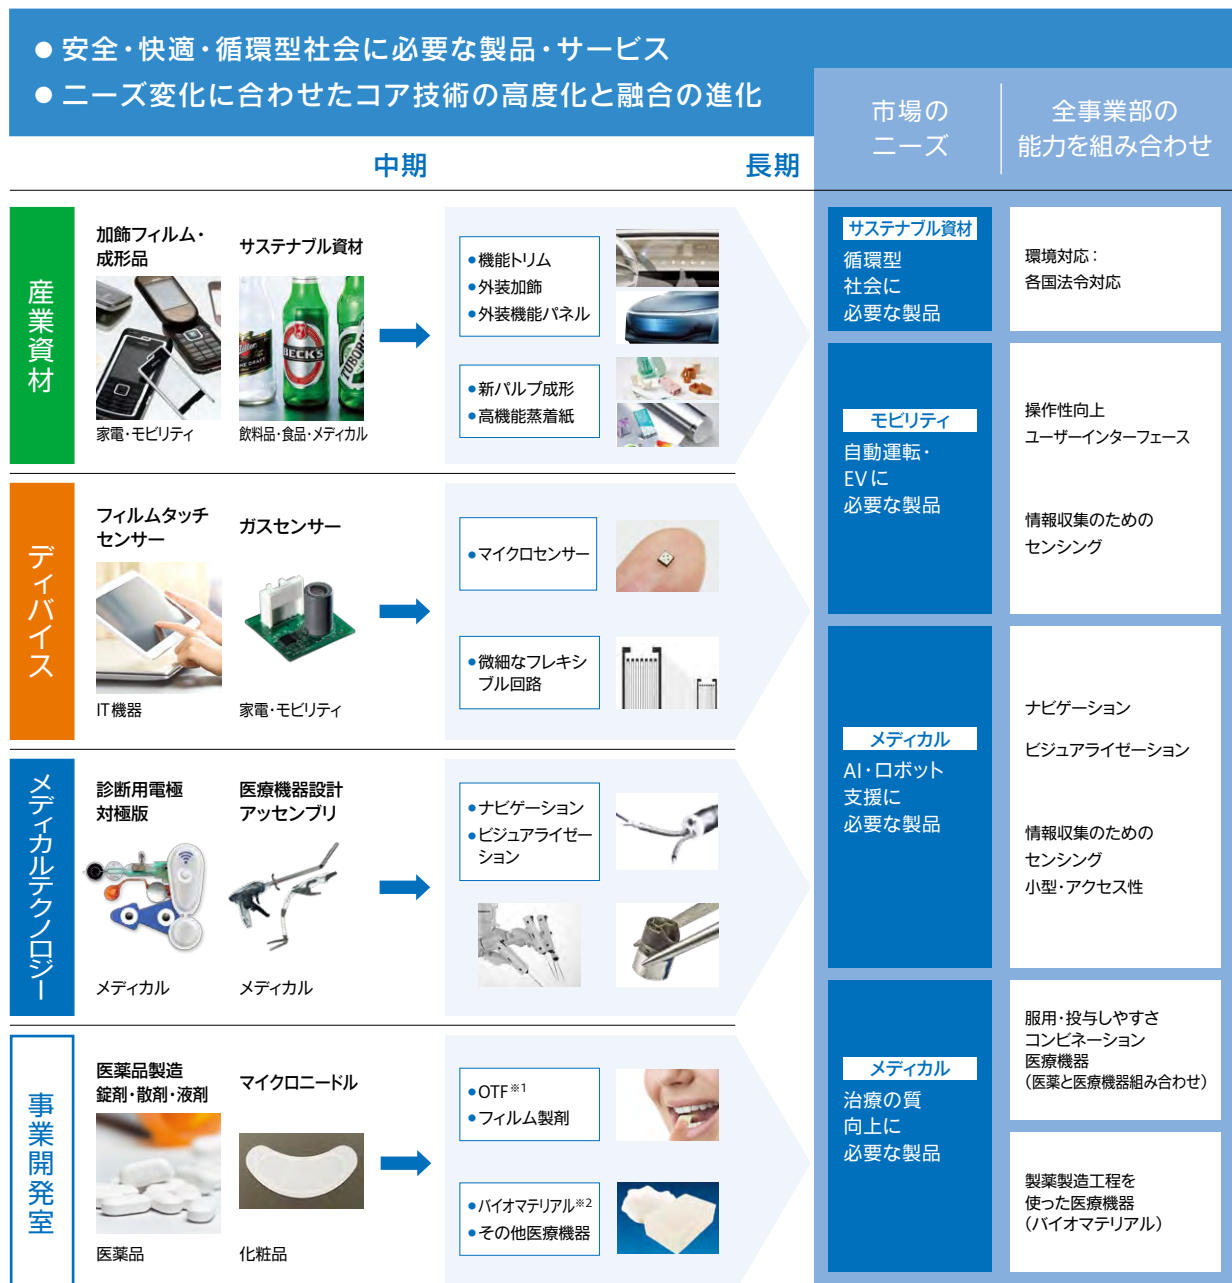 ● 安全・快適・循環型社会に必要な製品・サービス
● ニーズ変化に合わせたコア技術の高度化と融合の進化
中期
長期
市場の
ニーズ
全事業部の
能力を組み合わせ
産業資材
加飾フィルム・
成形品
家電・モビリティ
サステナブル資材
BECK'S
TUBORG
飲料品・食品・メディカル
●機能トリム
●外装加飾
●外装機能パネル
●新パルプ成形
●高機能蒸着紙
ディバイス
フィルムタッチ
センサー
IT機器
ガスセンサー
家電・モビリティ
●マイクロセンサー
●微細なフレキシ
ブル回路
メディカルテクノロジー
診断用電極
対極版
メディカル
医療機器設計
アッセンブリ
メディカル
●ナビゲーション
●ビジュアライゼー
ション
事業開発室
医薬品製造
錠剤・散剤・液剤
医薬品
マイクロニードル
化粧品
●OTF※1
●フィルム製剤
●バイオマテリアル※2
●その他医療機器
サステナブル資材
循環型
社会に
必要な製品
環境対応：
各国法令対応
モビリティ
自動運転・
EVに
必要な製品
操作性向上
ユーザーインターフェース
情報収集のための
センシング
メディカル
AI・ロボット
支援に
必要な製品
ナビゲーション
ビジュアライゼーション
情報収集のための
センシング
小型・アクセス性
メディカル
治療の質
向上に
必要な製品
服用・投与しやすさ
コンビネーション
医療機器
（医薬と医療機器組み合わせ）
製薬製造工程を
使った医療機器
（バイオマテリアル）